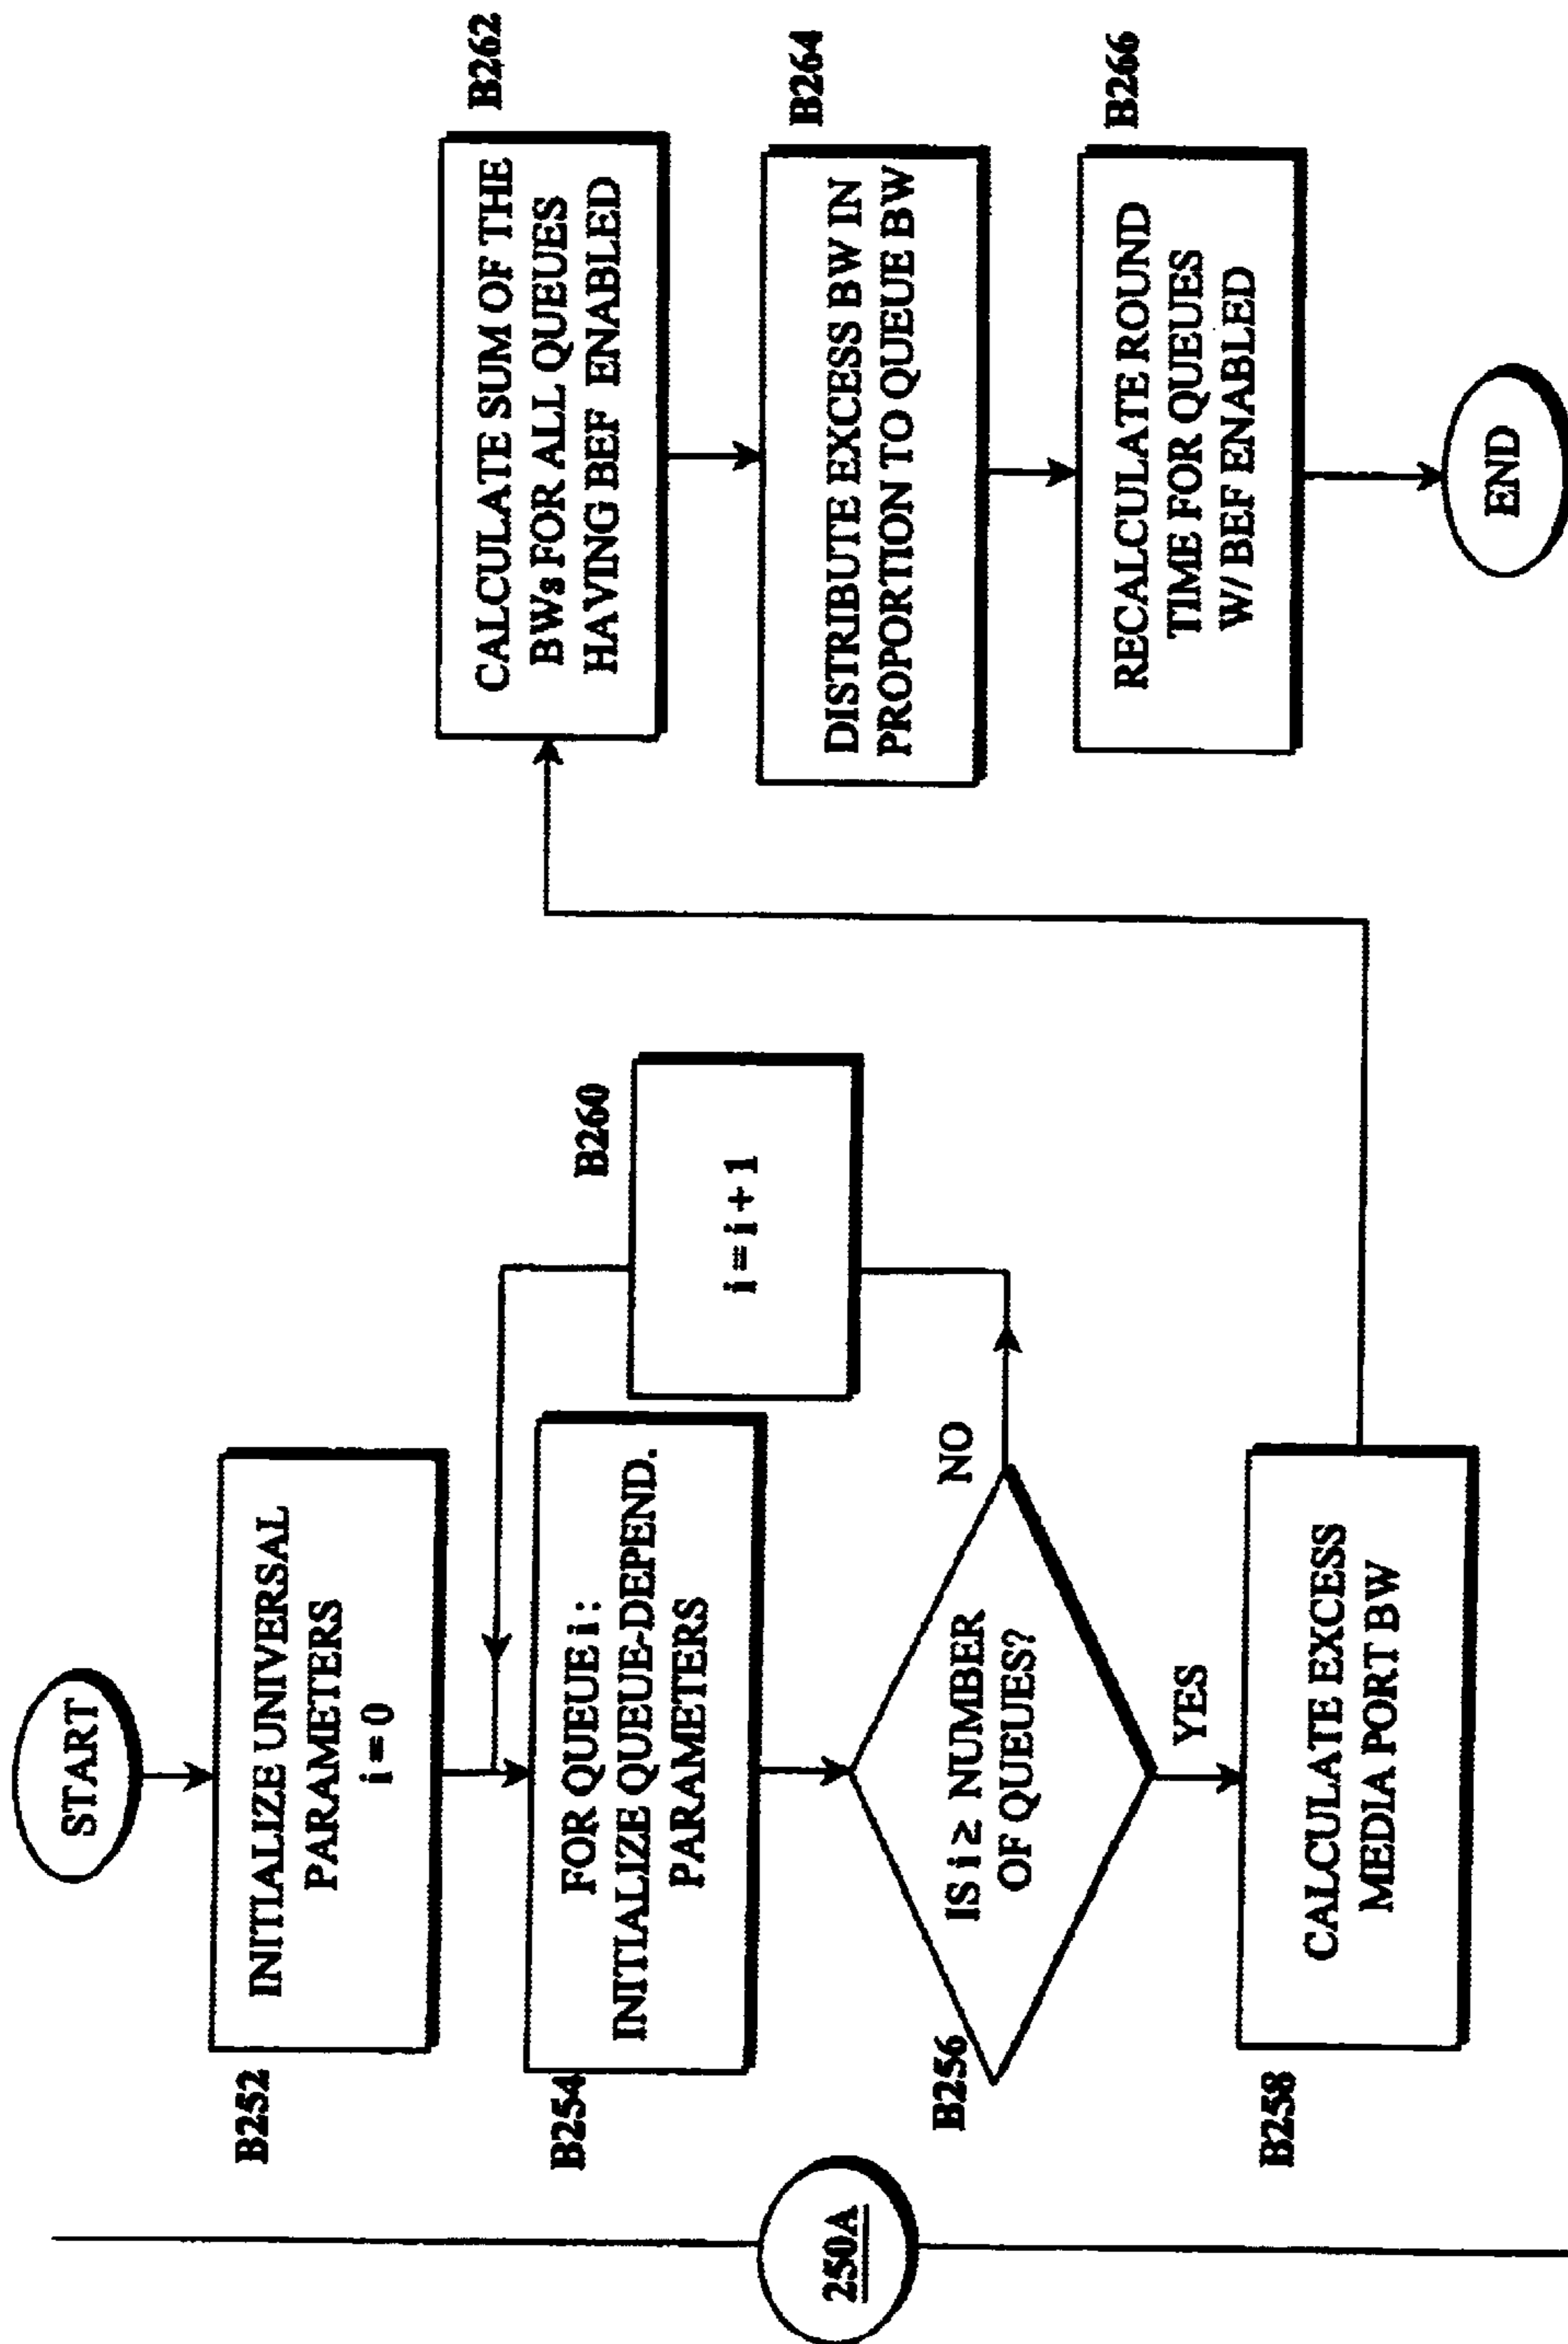 250A
START
B252
INITIALIZE UNIVERSAL
PARAMETERS
i = 0
B254
FOR QUEUE i :
INITIALIZE QUEUE-DEPEND.
PARAMETERS
B256
IS i ≥ NUMBER
OF QUEUES?
NO
YES
B260
i = i + 1
B258
CALCULATE EXCESS
MEDIA PORT BW
B262
CALCULATE SUM OF THE
BWs FOR ALL QUEUES
HAVING BEF ENABLED
B264
DISTRIBUTE EXCESS BW IN
PROPORTION TO QUEUE BW
B266
RECALCULATE ROUND
TIME FOR QUEUES
W/ BEF ENABLED
END